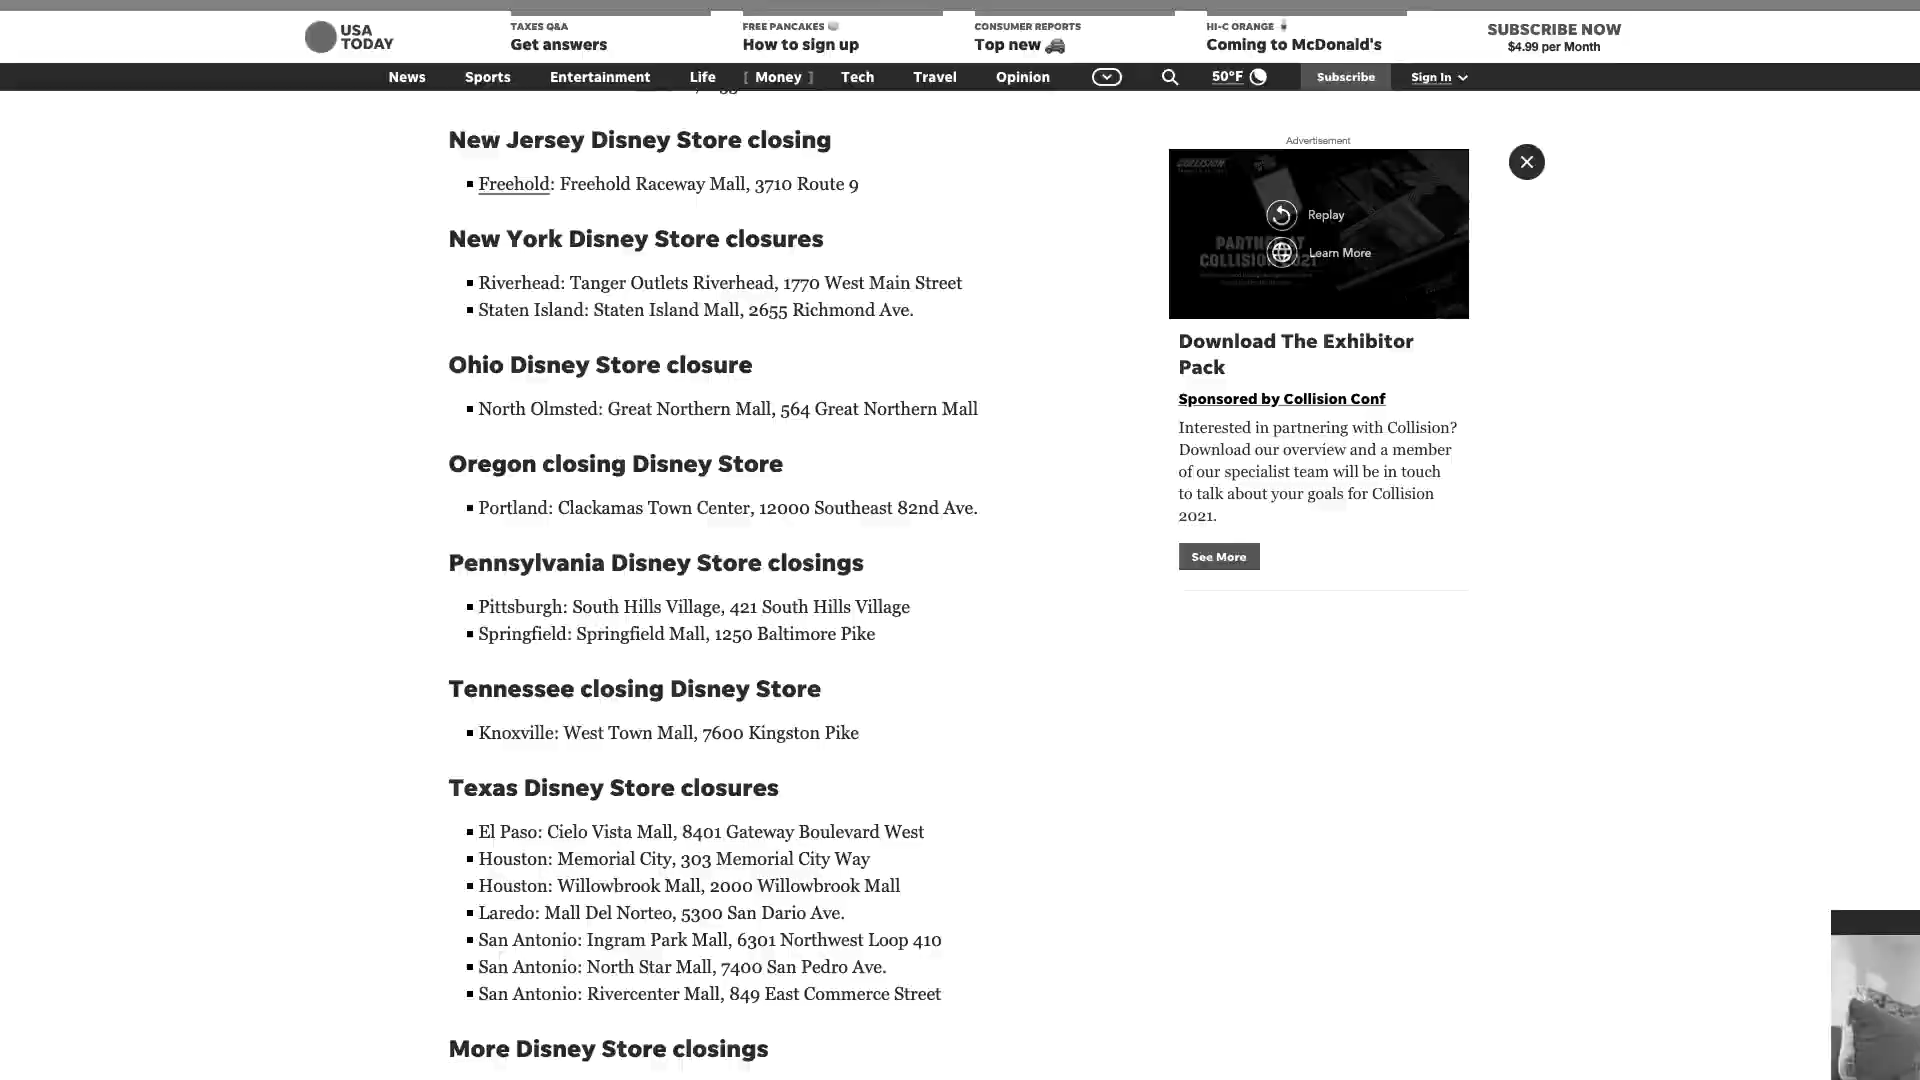 USA
TODAY
TAXES Q&A
Get answers
FREE PANCAKES
How to sign up
CONSUMER REPORTS
Top new
HI-C ORANGE
Coming to McDonald's
SUBSCRIBE NOW
$4.99 per Month
News
Sports
Entertainment
Life
[ Money ]
Tech
Travel
Opinion
50°F
Subscribe
Sign In
New Jersey Disney Store closing
▪ Freehold: Freehold Raceway Mall, 3710 Route 9
New York Disney Store closures
▪ Riverhead: Tanger Outlets Riverhead, 1770 West Main Street
▪ Staten Island: Staten Island Mall, 2655 Richmond Ave.
Ohio Disney Store closure
▪ North Olmsted: Great Northern Mall, 564 Great Northern Mall
Oregon closing Disney Store
▪ Portland: Clackamas Town Center, 12000 Southeast 82nd Ave.
Pennsylvania Disney Store closings
▪ Pittsburgh: South Hills Village, 421 South Hills Village
▪ Springfield: Springfield Mall, 1250 Baltimore Pike
Tennessee closing Disney Store
▪ Knoxville: West Town Mall, 7600 Kingston Pike
Texas Disney Store closures
▪ El Paso: Cielo Vista Mall, 8401 Gateway Boulevard West
▪ Houston: Memorial City, 303 Memorial City Way
▪ Houston: Willowbrook Mall, 2000 Willowbrook Mall
▪ Laredo: Mall Del Norteo, 5300 San Dario Ave.
▪ San Antonio: Ingram Park Mall, 6301 Northwest Loop 410
▪ San Antonio: North Star Mall, 7400 San Pedro Ave.
▪ San Antonio: Rivercenter Mall, 849 East Commerce Street
More Disney Store closings
Advertisement
COLLISION
Replay
PARTNER AT
COLLISION 2021
Learn More
Download The Exhibitor
Pack
Sponsored by Collision Conf
Interested in partnering with Collision?
Download our overview and a member
of our specialist team will be in touch
to talk about your goals for Collision
2021.
See More